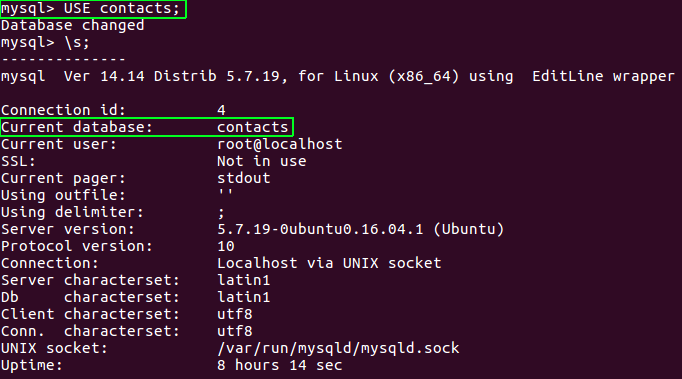 mysql> USE contacts;
Database changed
mysql> \s;
--------------
mysql  Ver 14.14 Distrib 5.7.19, for Linux (x86_64) using  EditLine wrapper

Connection id:          4
Current database:       contacts
Current user:           root@localhost
SSL:                    Not in use
Current pager:          stdout
Using outfile:          ''
Using delimiter:        ;
Server version:         5.7.19-0ubuntu0.16.04.1 (Ubuntu)
Protocol version:       10
Connection:             Localhost via UNIX socket
Server characterset:    latin1
Db     characterset:    latin1
Client characterset:    utf8
Conn.  characterset:    utf8
UNIX socket:            /var/run/mysqld/mysqld.sock
Uptime:                 8 hours 14 sec